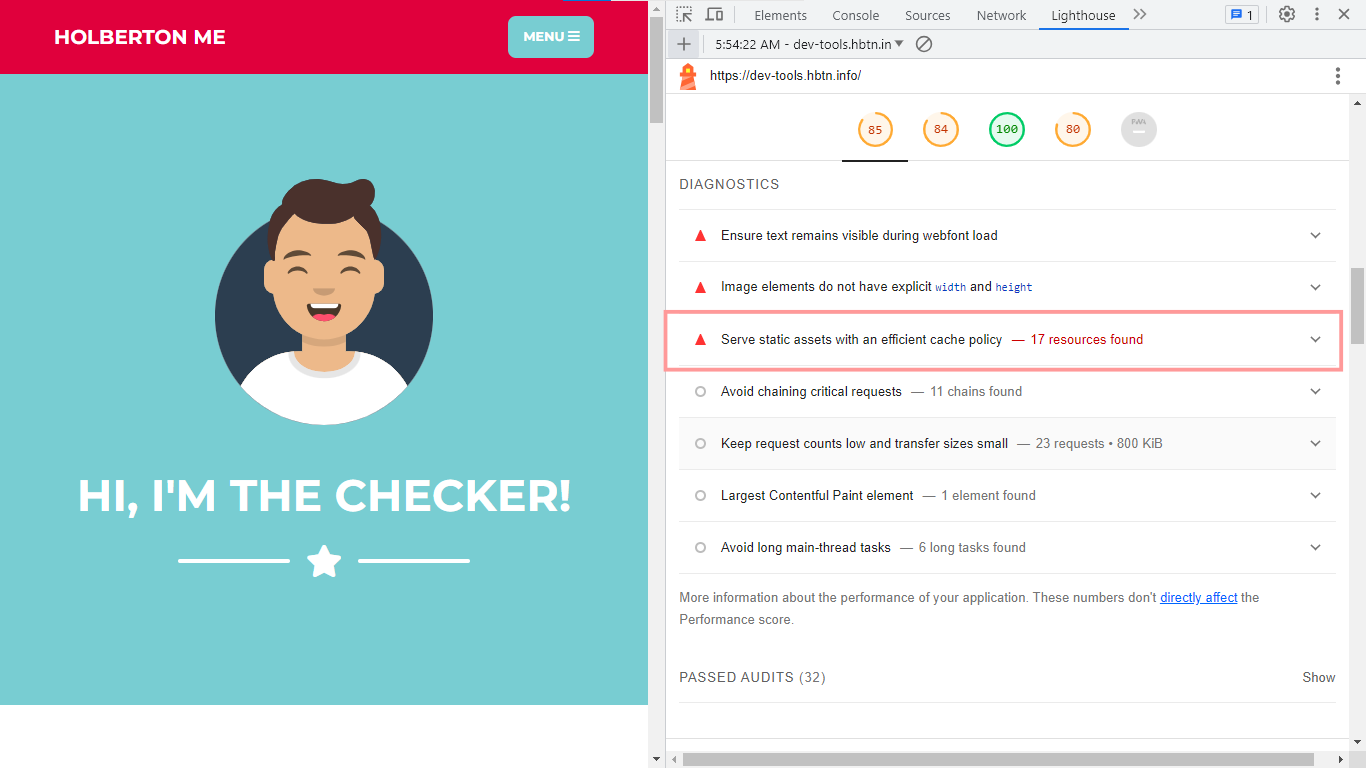 HOLBERTON ME
MENU
HI, I'M THE CHECKER!
Elements Console Sources Network Lighthouse 1
5:54:22 AM - dev-tools.hbtn.in
https://dev-tools.hbtn.info/
85 84 100 80 PWA
DIAGNOSTICS
Ensure text remains visible during webfont load
Image elements do not have explicit width and height
Serve static assets with an efficient cache policy — 17 resources found
Avoid chaining critical requests — 11 chains found
Keep request counts low and transfer sizes small — 23 requests • 800 KiB
Largest Contentful Paint element — 1 element found
Avoid long main-thread tasks — 6 long tasks found
More information about the performance of your application. These numbers don't directly affect the
Performance score.
PASSED AUDITS (32) Show